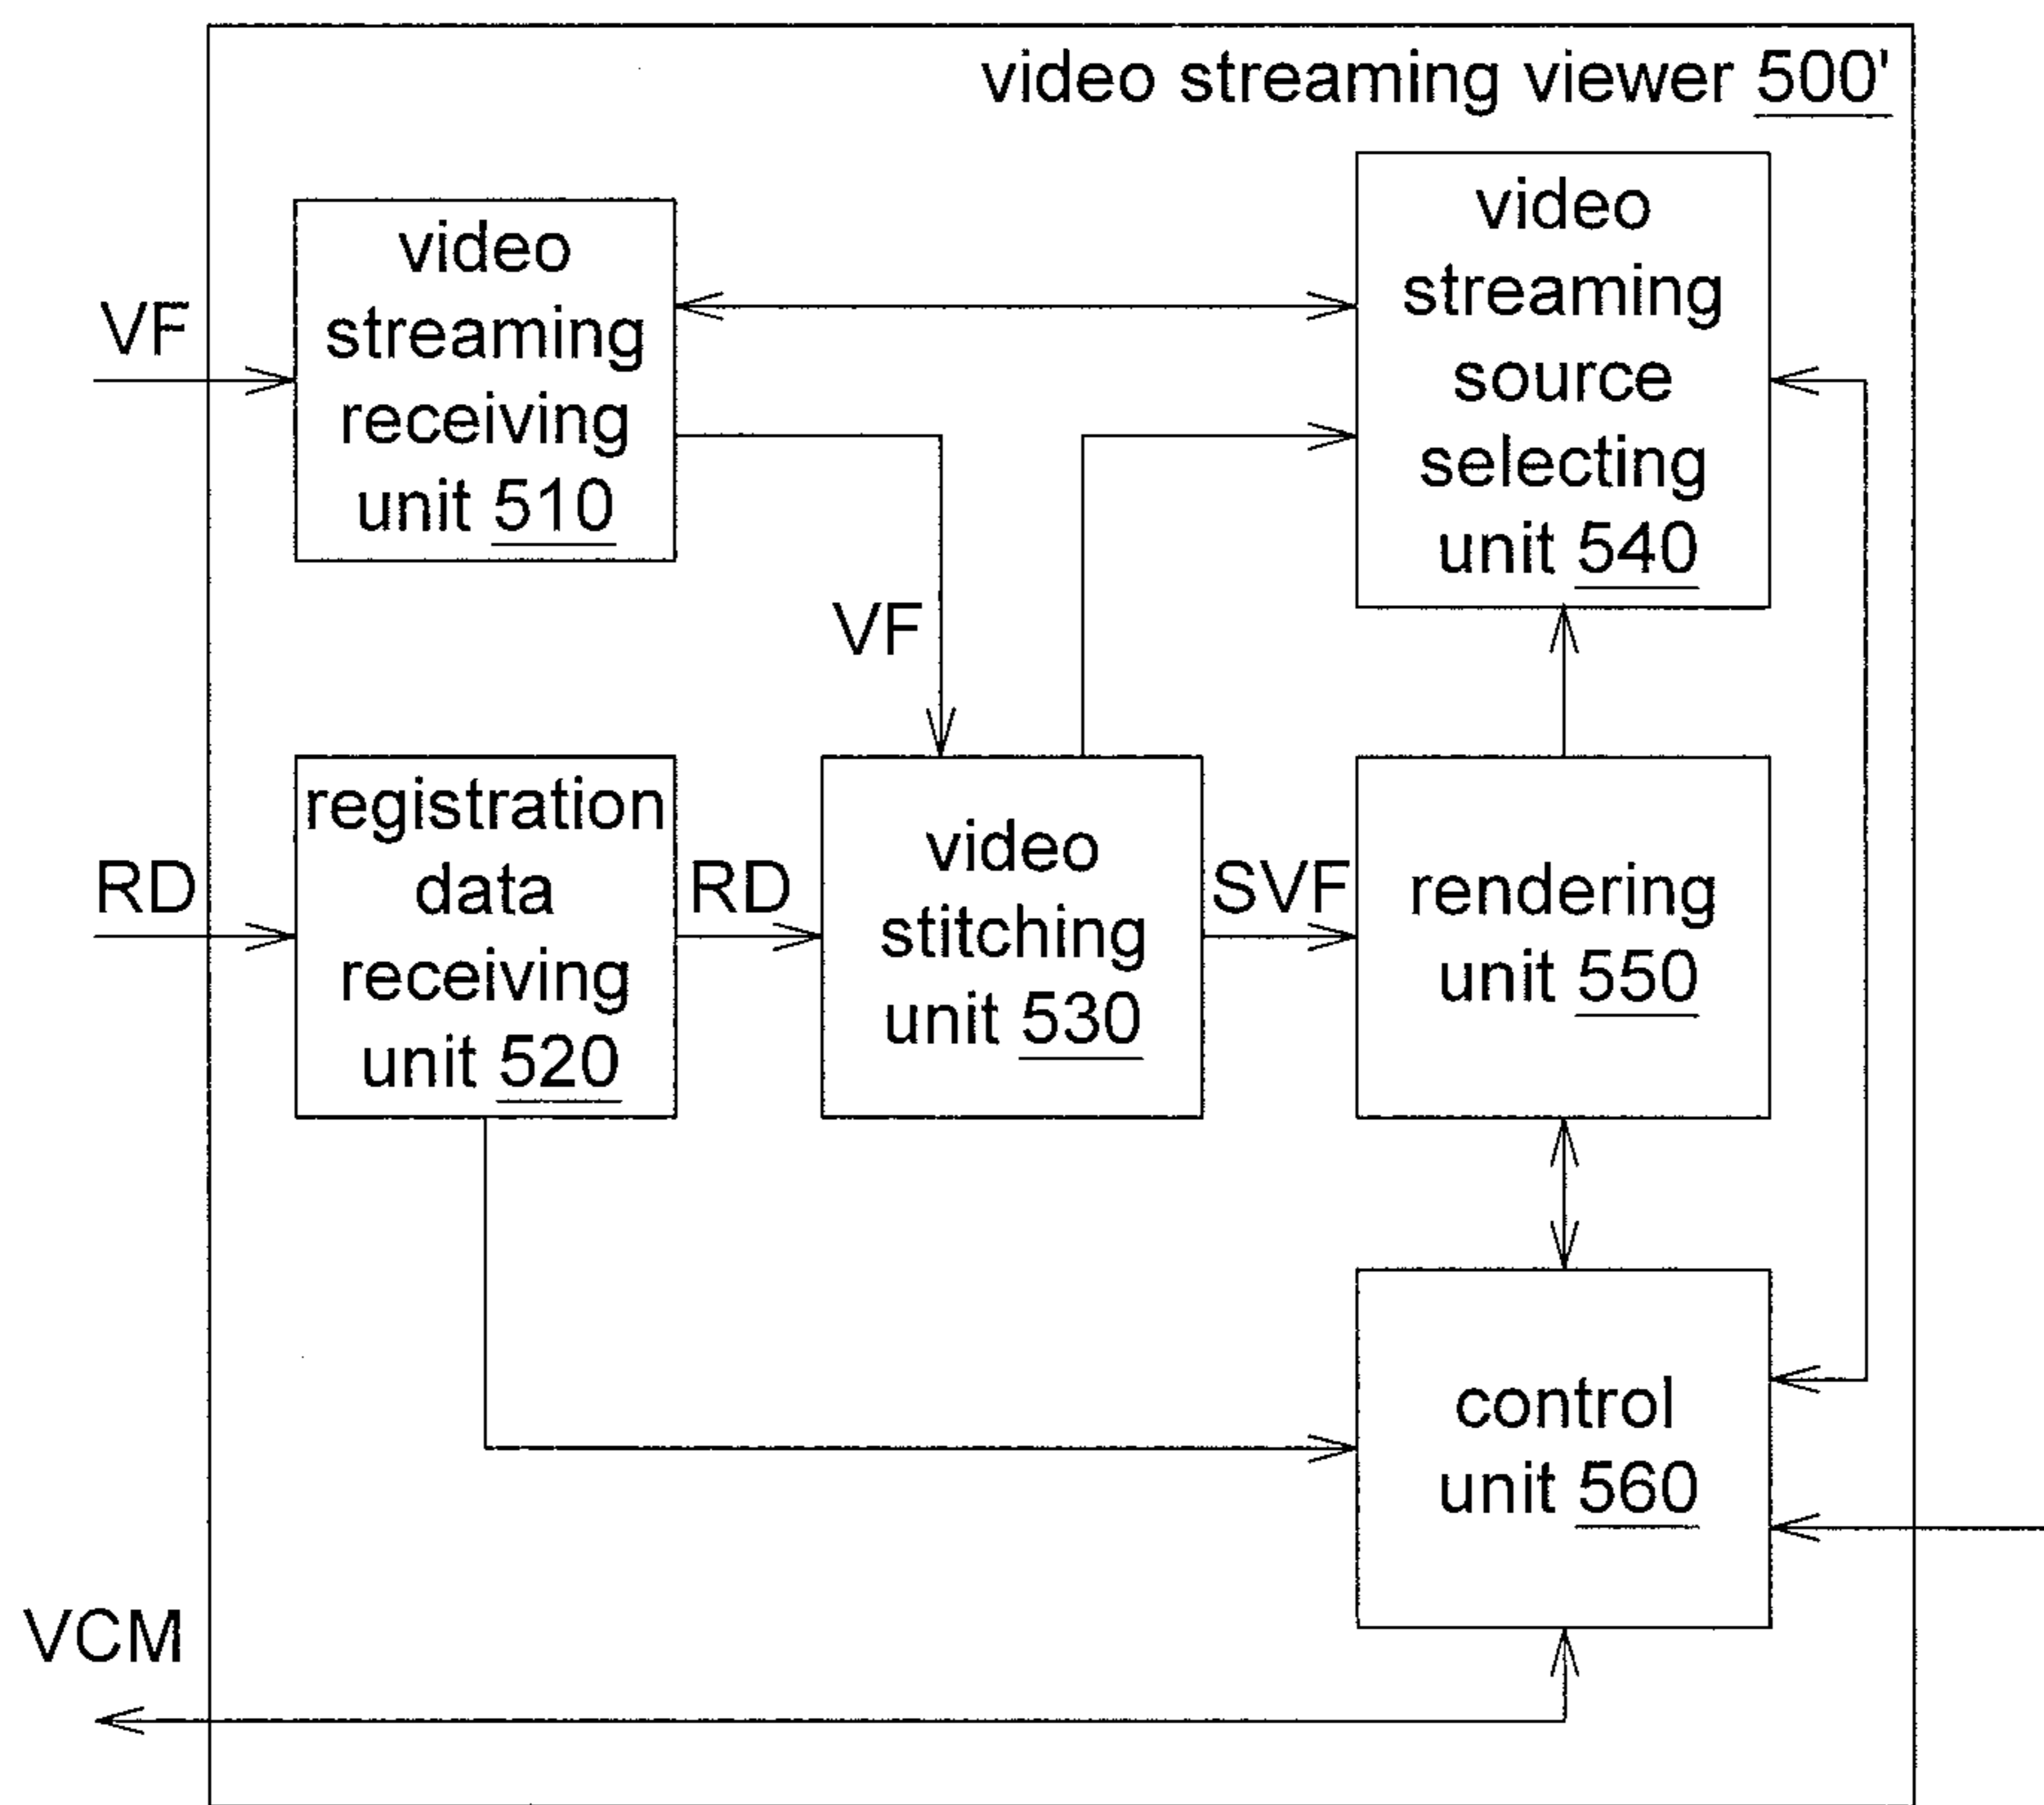 video streaming viewer 500'
video
streaming
receiving
unit 510
video
streaming
source
selecting
unit 540
VF
VF
registration
data
receiving
unit 520
RD
RD
video
stitching
unit 530
SVF
rendering
unit 550
control
unit 560
VCM